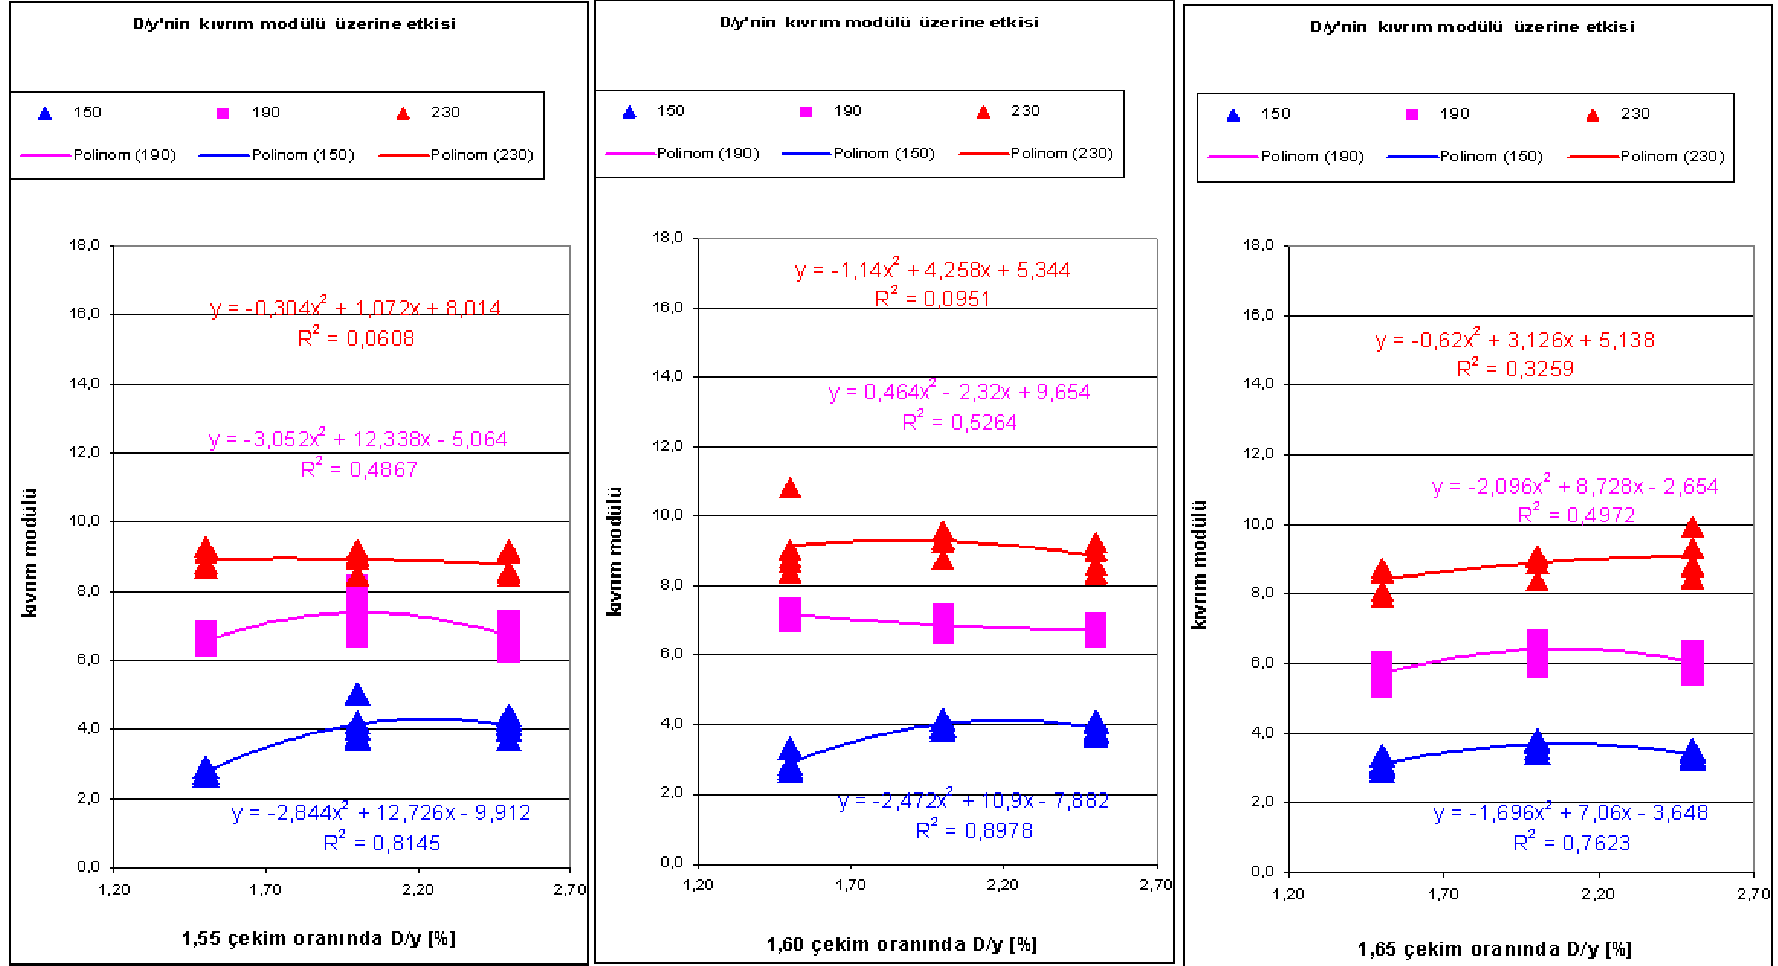 D/y'nin kıvrım modülü üzerine etkisi
150 190 230
Polinom (190) Polinom (150) Polinom (230)
18,0
16,0
14,0
12,0
10,0
8,0
6,0
4,0
2,0
0,0
y = -0,304x² + 1,072x + 8,014
R² = 0,0608
y = -3,052x² + 12,338x - 5,064
R² = 0,4867
y = -2,844x² + 12,726x - 9,912
R² = 0,8145
kıvrım modülü
1,20 1,70 2,20 2,70
1,55 çekim oranında D/y [%]
D/y'nin kıvrım modülü üzerine etkisi
150 190 230
Polinom (190) Polinom (150) Polinom (230)
18,0
16,0
14,0
12,0
10,0
8,0
6,0
4,0
2,0
0,0
y = -1,14x² + 4,258x + 5,344
R² = 0,0951
y = 0,464x² - 2,32x + 9,654
R² = 0,5264
y = -2,472x² + 10,9x - 7,882
R² = 0,8978
kıvrım modülü
1,20 1,70 2,20 2,70
1,60 çekim oranında D/y [%]
D/y'nin kıvrım modülü üzerine etkisi
150 190 230
Polinom (190) Polinom (150) Polinom (230)
18,0
16,0
14,0
12,0
10,0
8,0
6,0
4,0
2,0
0,0
y = -0,62x² + 3,126x + 5,138
R² = 0,3259
y = -2,096x² + 8,728x - 2,654
R² = 0,4972
y = -1,696x² + 7,06x - 3,648
R² = 0,7623
kıvrım modülü
1,20 1,70 2,20 2,70
1,65 çekim oranında D/y [%]